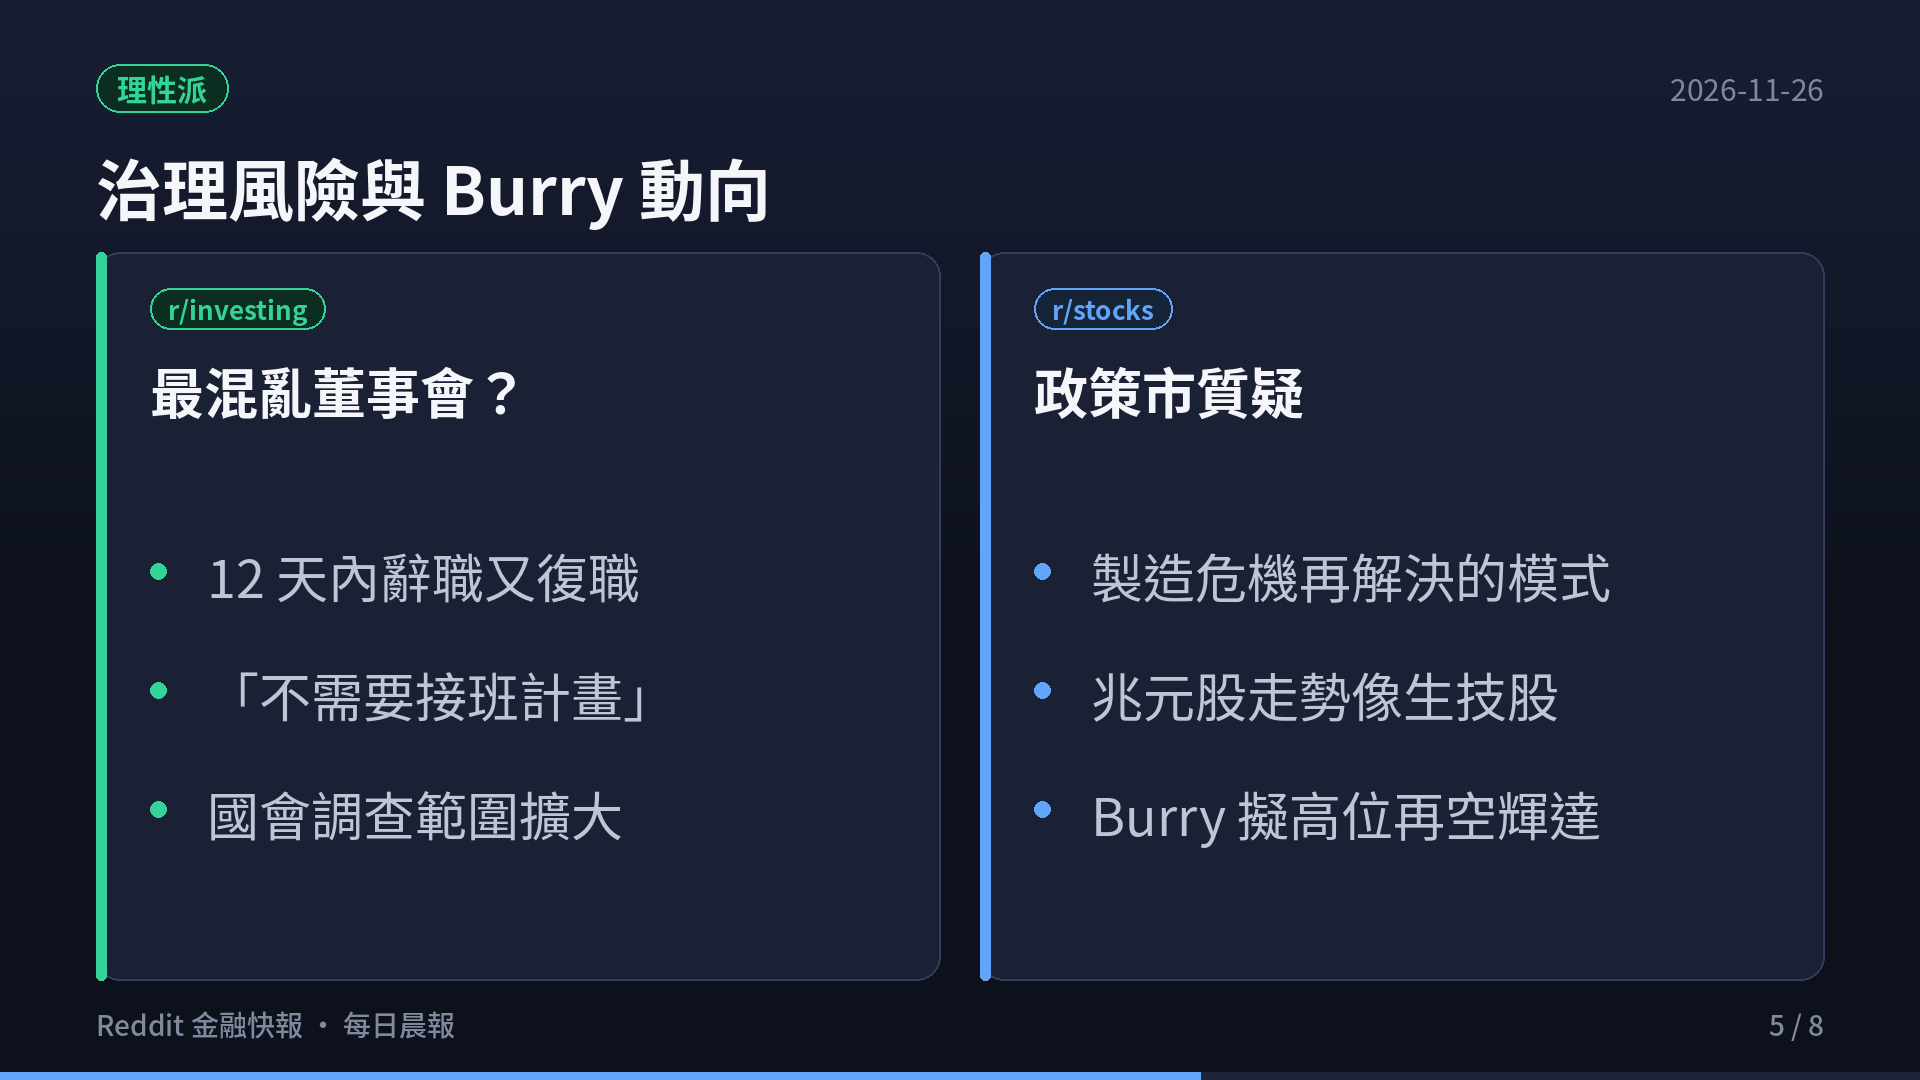 理性派
2026-11-26
治理風險與 Burry 動向
r/investing
最混亂董事會？
12 天內辭職又復職
「不需要接班計畫」
國會調查範圍擴大
r/stocks
政策市質疑
製造危機再解決的模式
兆元股走勢像生技股
Burry 擬高位再空輝達
Reddit 金融快報 · 每日晨報
5 / 8